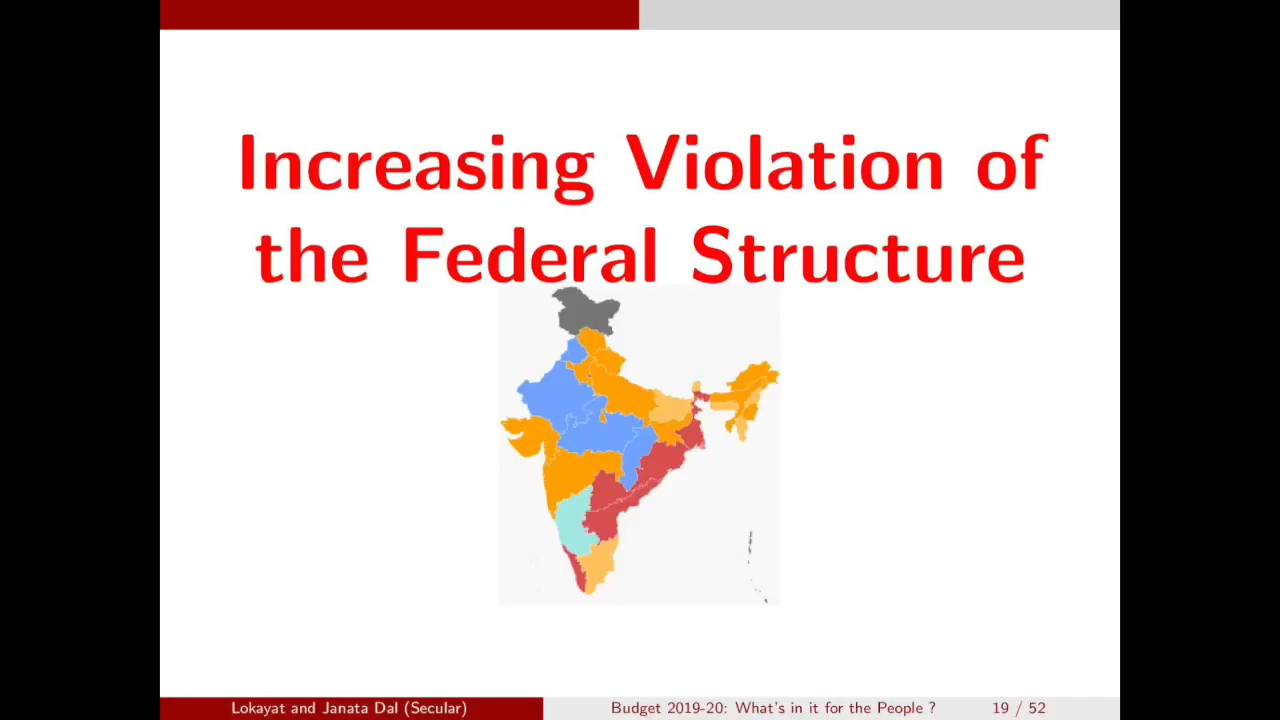 Increasing Violation of
the Federal Structure
Lokayat and Janata Dal (Secular)
Budget 2019-20: What's in it for the People ?
19 / 52